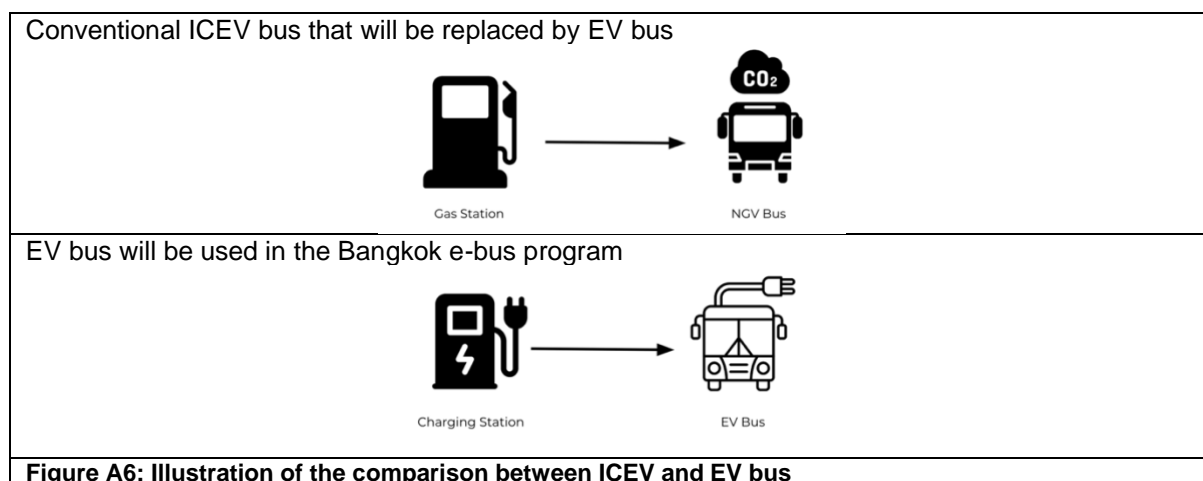 Conventional ICEV bus that will be replaced by EV bus
CO₂
Gas Station
NGV Bus
EV bus will be used in the Bangkok e-bus program
Charging Station
EV Bus
Figure A6: Illustration of the comparison between ICEV and EV bus